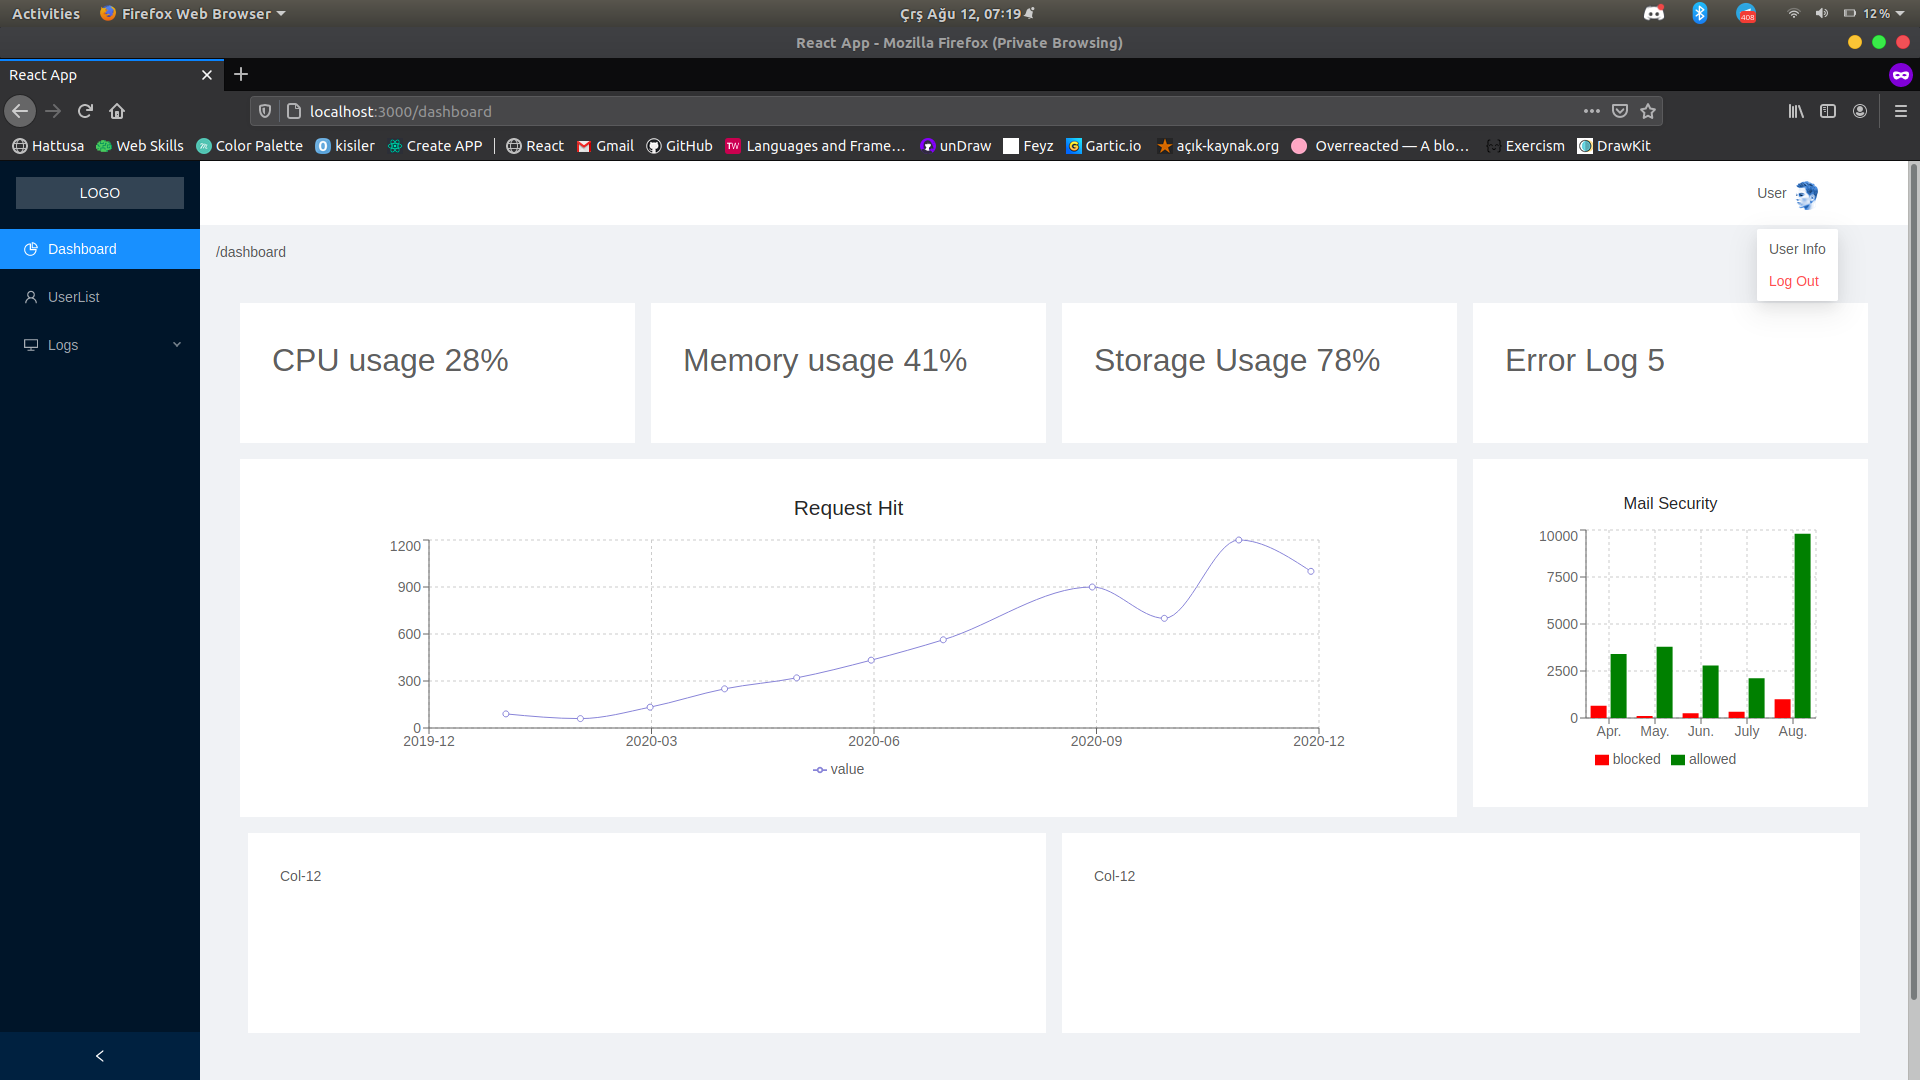 Activities Firefox Web Browser Çrş Ağu 12, 07:19 408 12 %
React App - Mozilla Firefox (Private Browsing)
React App
localhost:3000/dashboard
Hattusa Web Skills Color Palette kisiler Create APP React Gmail GitHub TW Languages and Frame… unDraw Feyz G Gartic.io açık-kaynak.org Overreacted — A blo… Exercism DrawKit
LOGO
User
Dashboard
UserList
Logs
/dashboard
User Info
Log Out
CPU usage 28%
Memory usage 41%
Storage Usage 78%
Error Log 5
Request Hit
1200
900
600
300
0
2019-12 2020-03 2020-06 2020-09 2020-12
value
Mail Security
10000
7500
5000
2500
0
Apr. May. Jun. July Aug.
blocked allowed
Col-12
Col-12